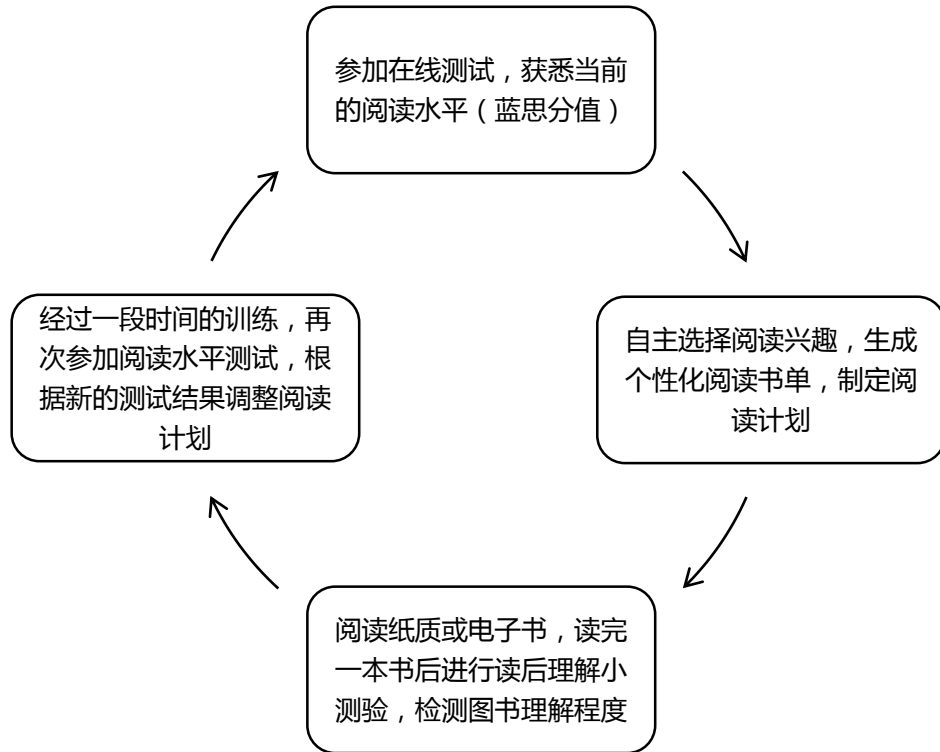 参加在线测试，获悉当前
的阅读水平（蓝思分值）
自主选择阅读兴趣，生成
个性化阅读书单，制定阅
读计划
阅读纸质或电子书，读完
一本书后进行读后理解小
测验，检测图书理解程度
经过一段时间的训练，再
次参加阅读水平测试，根
据新的测试结果调整阅读
计划